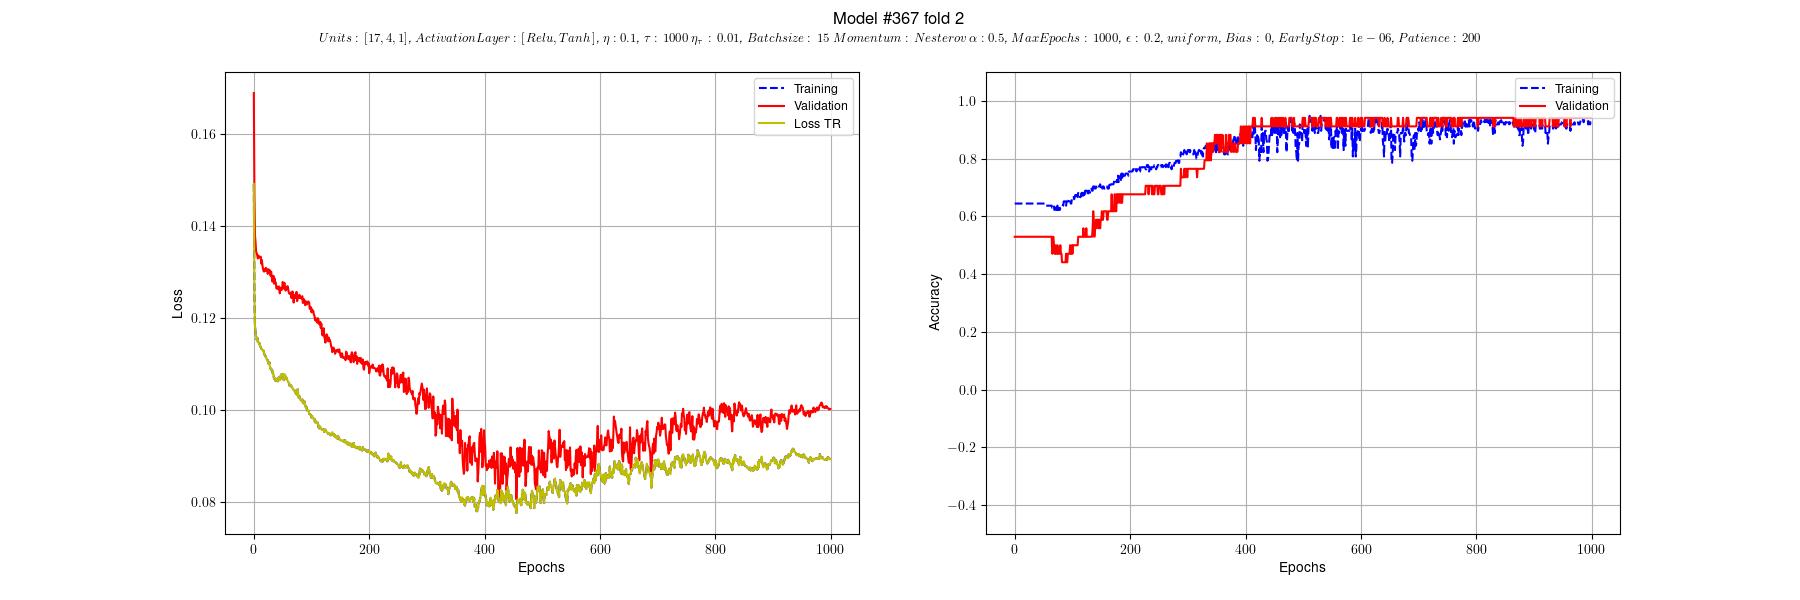 Model #367 fold 2
Units : [17, 4, 1], ActivationLayer : [Relu, Tanh], η : 0.1, τ : 1000 η_τ : 0.01, Batchsize : 15 Momentum : Nesterov α : 0.5, MaxEpochs : 1000, ϵ : 0.2, uniform, Bias : 0, EarlyStop : 1e − 06, Patience : 200
Training
Validation
Loss TR
0.16
0.14
0.12
0.10
0.08
Loss
0 200 400 600 800 1000
Epochs
Training
Validation
1.0
0.8
0.6
0.4
0.2
0.0
−0.2
−0.4
Accuracy
0 200 400 600 800 1000
Epochs